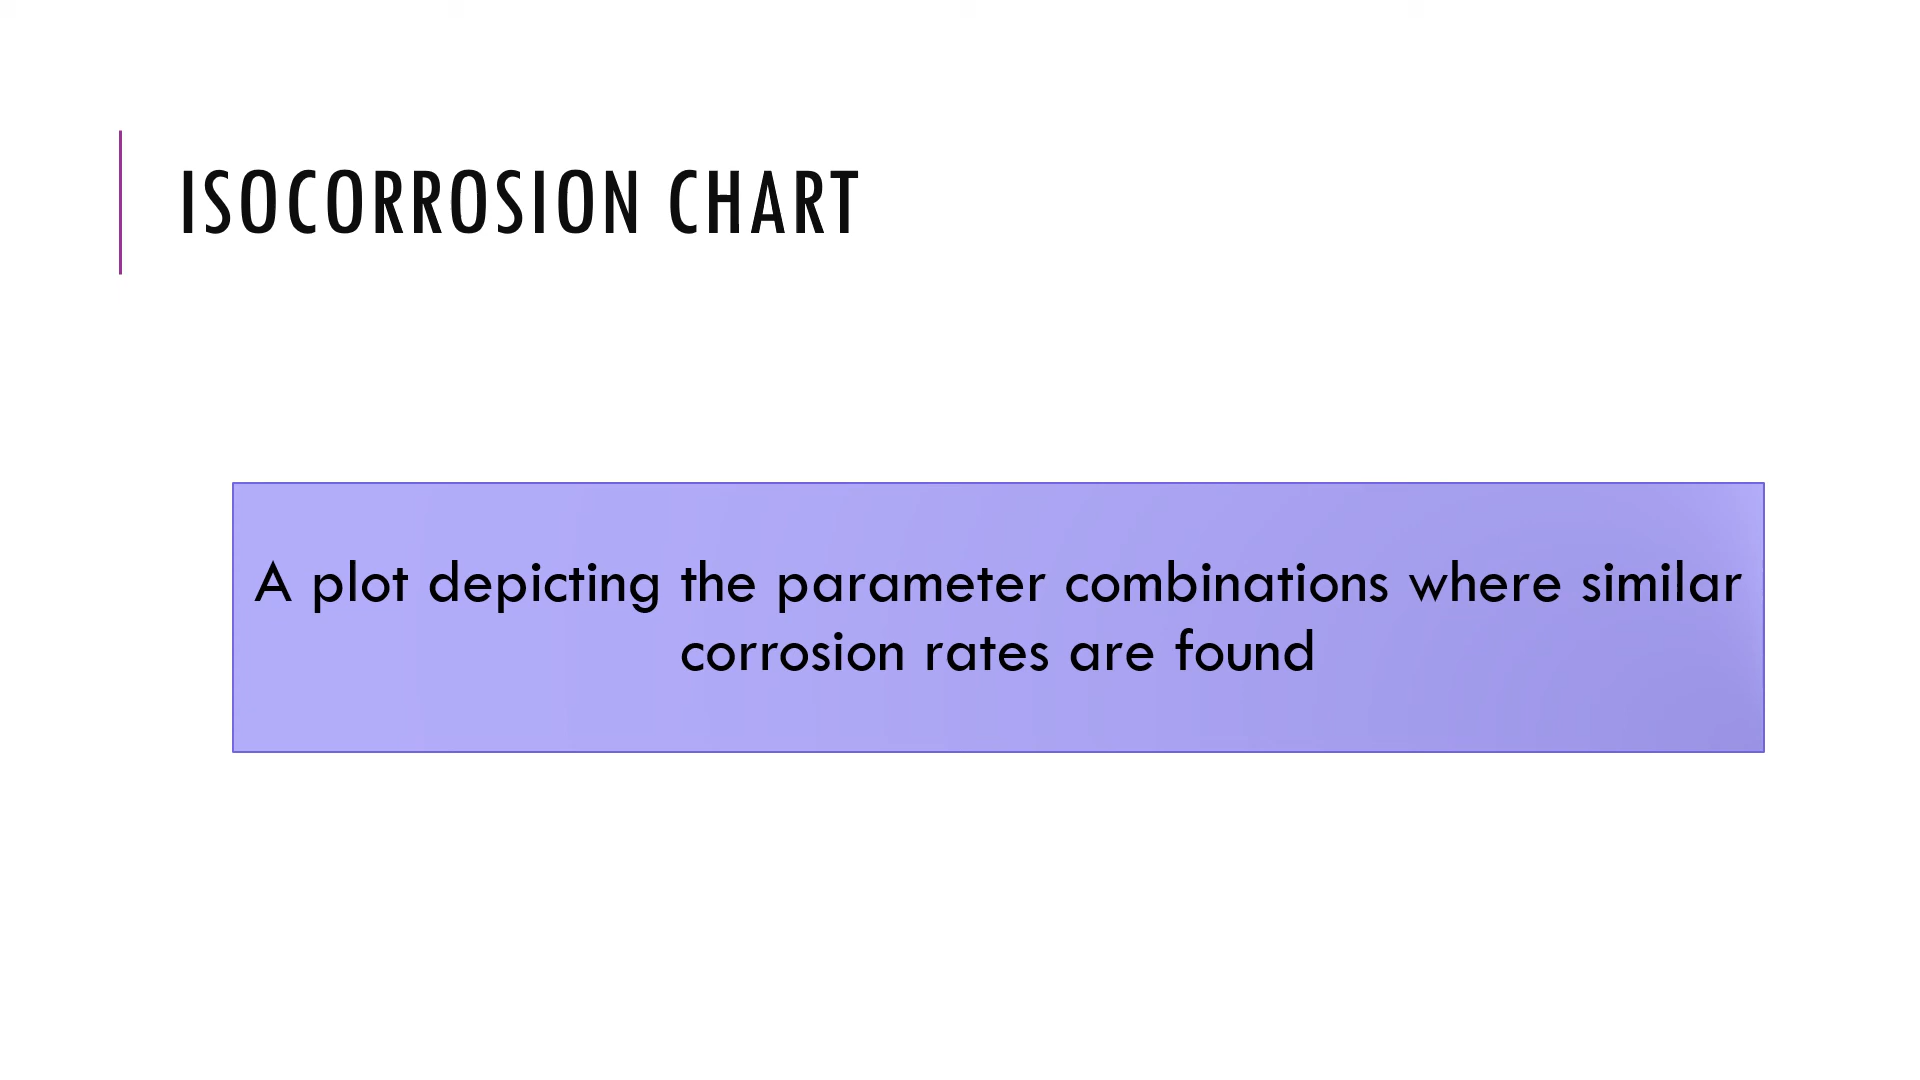 ISOCORROSION CHART
A plot depicting the parameter combinations where similar
corrosion rates are found